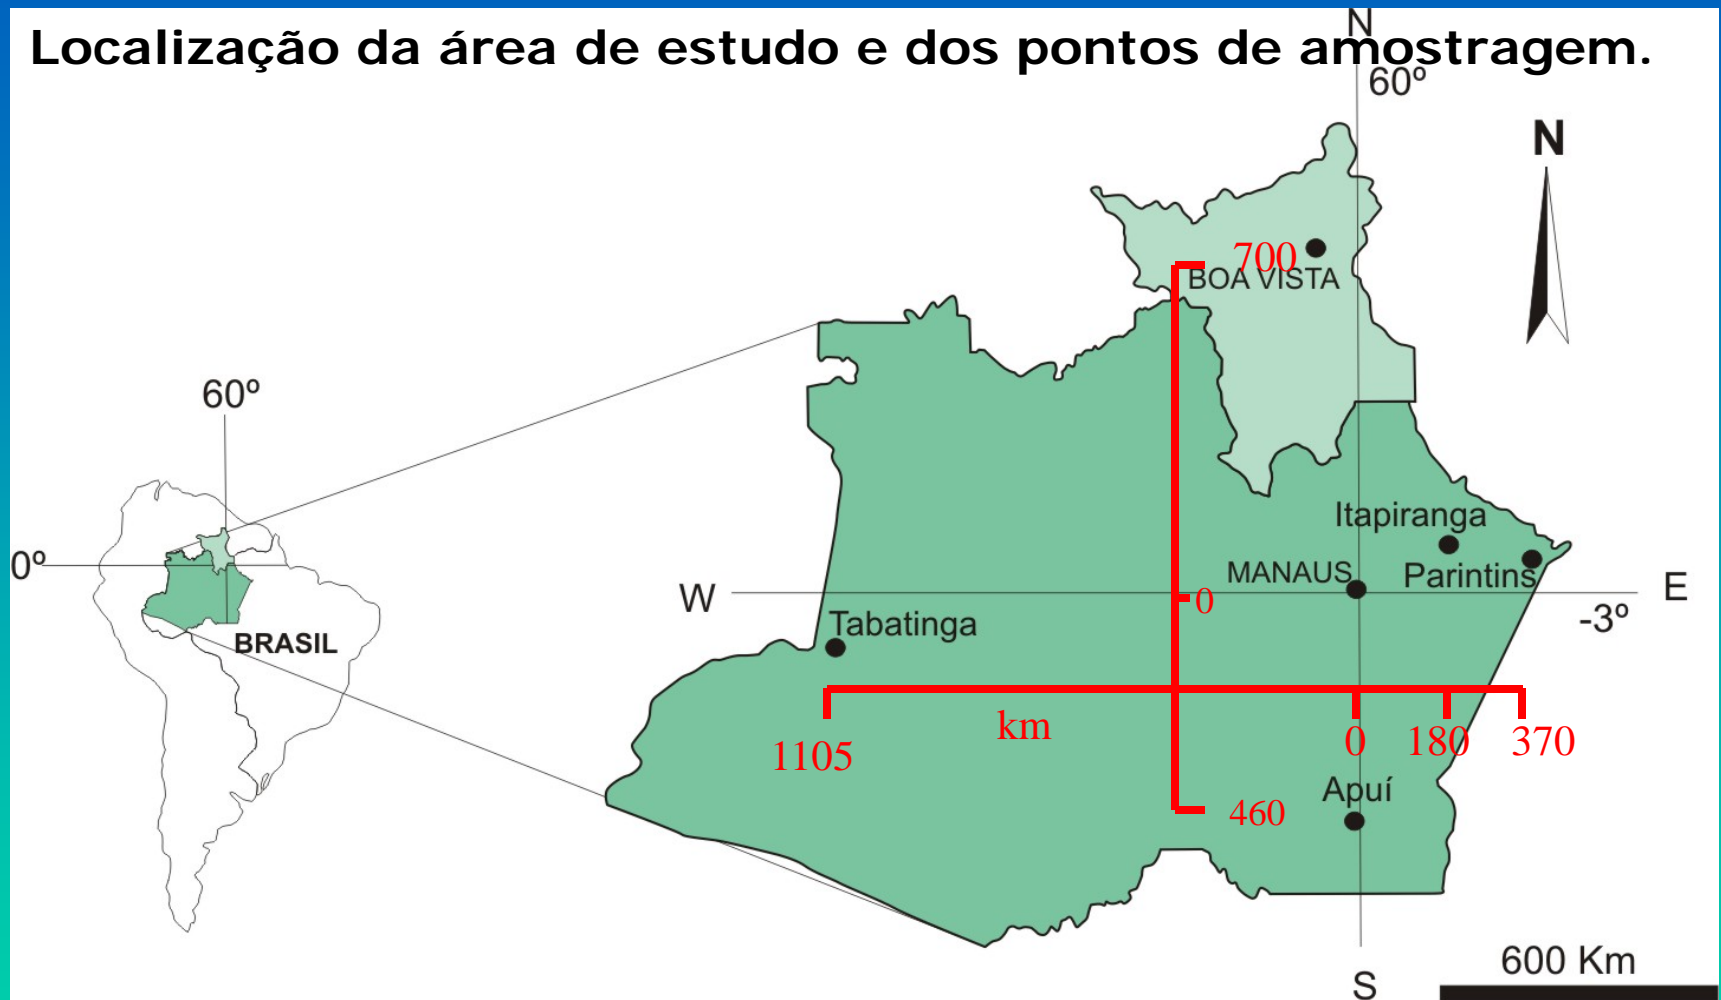 N
Localização da área de estudo e dos pontos de amostragem.
60º
N
700
BOA VISTA
60º
Itapiranga
0º
MANAUS
Parintins
W
0
E
-3º
Tabatinga
BRASIL
km
1105
0
180
370
Apuí
460
600 Km
S